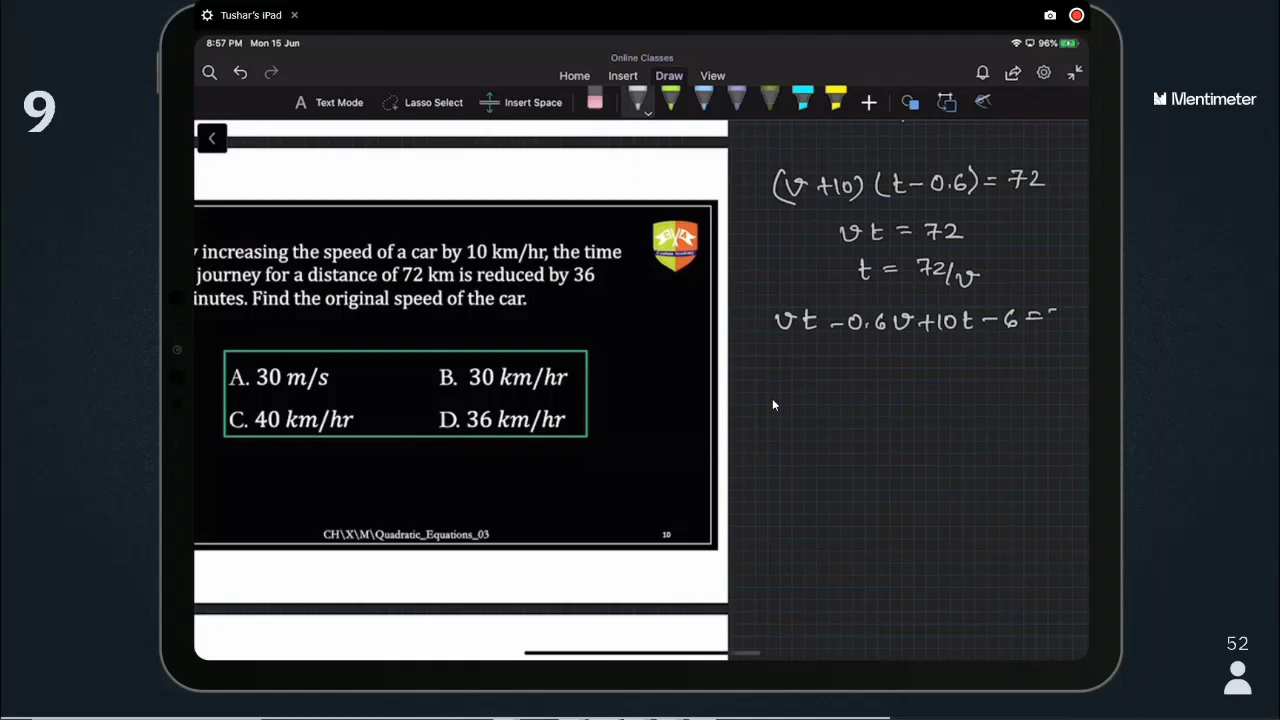 Tushar's iPad ×
8:57 PM Mon 15 Jun
96%
Online Classes
Home Insert Draw View
A Text Mode Lasso Select Insert Space
9
Mentimeter
y increasing the speed of a car by 10 km/hr, the time
journey for a distance of 72 km is reduced by 36
inutes. Find the original speed of the car.
A. 30 m/s B. 30 km/hr
C. 40 km/hr D. 36 km/hr
CH\X\M\Quadratic_Equations_03 10
(v+10) (t-0.6) = 72
vt = 72
t = 72/v
vt -0.6v+10t-6=
52